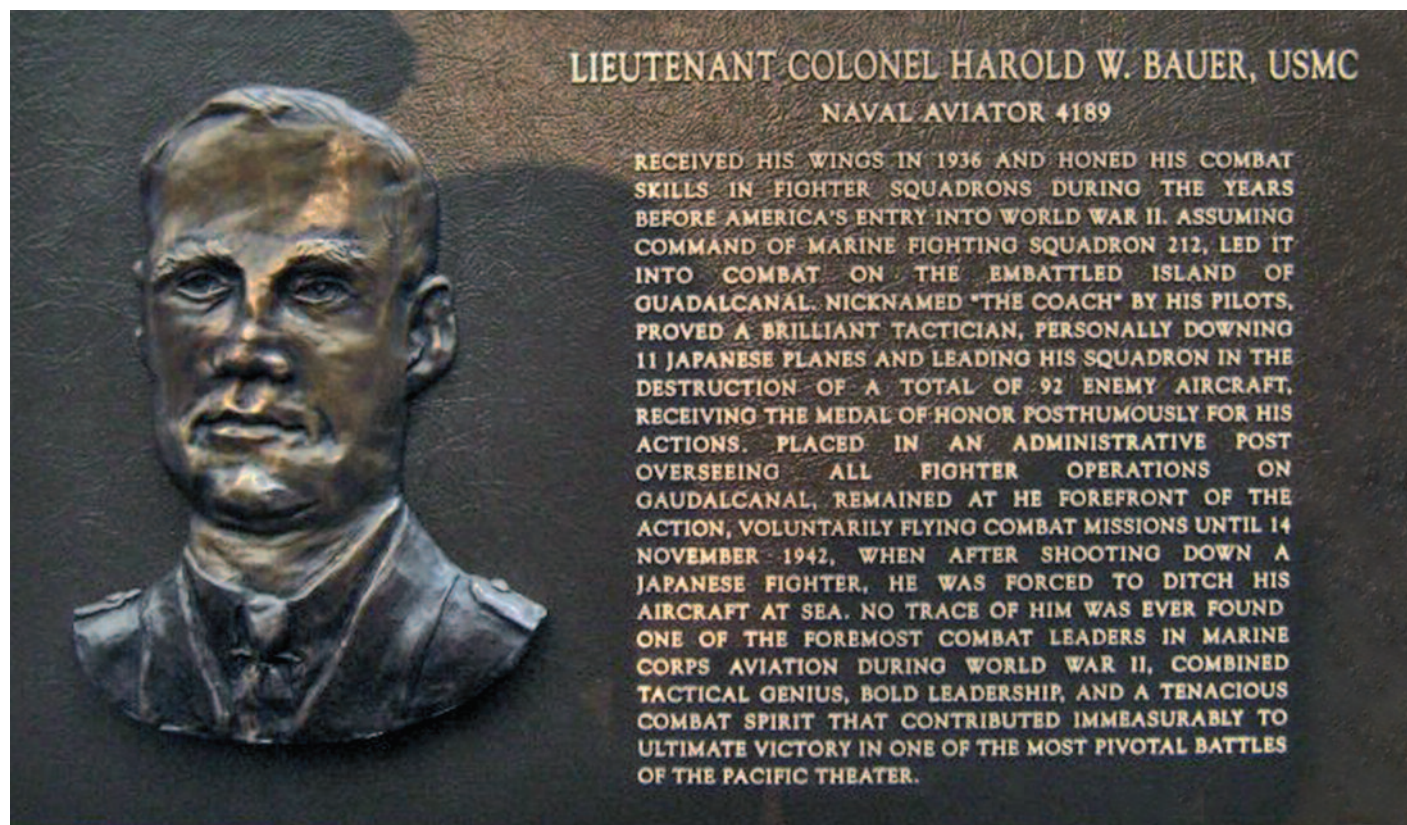 LIEUTENANT COLONEL HAROLD W. BAUER, USMC
NAVAL AVIATOR 4189
RECEIVED HIS WINGS IN 1936 AND HONED HIS COMBAT
SKILLS IN FIGHTER SQUADRONS DURING THE YEARS
BEFORE AMERICA'S ENTRY INTO WORLD WAR II. ASSUMING
COMMAND OF MARINE FIGHTING SQUADRON 212, LED IT
INTO COMBAT ON THE EMBATTLED ISLAND OF
GUADALCANAL. NICKNAMED "THE COACH" BY HIS PILOTS,
PROVED A BRILLIANT TACTICIAN, PERSONALLY DOWNING
11 JAPANESE PLANES AND LEADING HIS SQUADRON IN THE
DESTRUCTION OF A TOTAL OF 92 ENEMY AIRCRAFT,
RECEIVING THE MEDAL OF HONOR POSTHUMOUSLY FOR HIS
ACTIONS. PLACED IN AN ADMINISTRATIVE POST
OVERSEEING ALL FIGHTER OPERATIONS ON
GAUDALCANAL, REMAINED AT HE FOREFRONT OF THE
ACTION, VOLUNTARILY FLYING COMBAT MISSIONS UNTIL 14
NOVEMBER 1942, WHEN AFTER SHOOTING DOWN A
JAPANESE FIGHTER, HE WAS FORCED TO DITCH HIS
AIRCRAFT AT SEA. NO TRACE OF HIM WAS EVER FOUND
ONE OF THE FOREMOST COMBAT LEADERS IN MARINE
CORPS AVIATION DURING WORLD WAR II, COMBINED
TACTICAL GENIUS, BOLD LEADERSHIP, AND A TENACIOUS
COMBAT SPIRIT THAT CONTRIBUTED IMMEASURABLY TO
ULTIMATE VICTORY IN ONE OF THE MOST PIVOTAL BATTLES
OF THE PACIFIC THEATER.